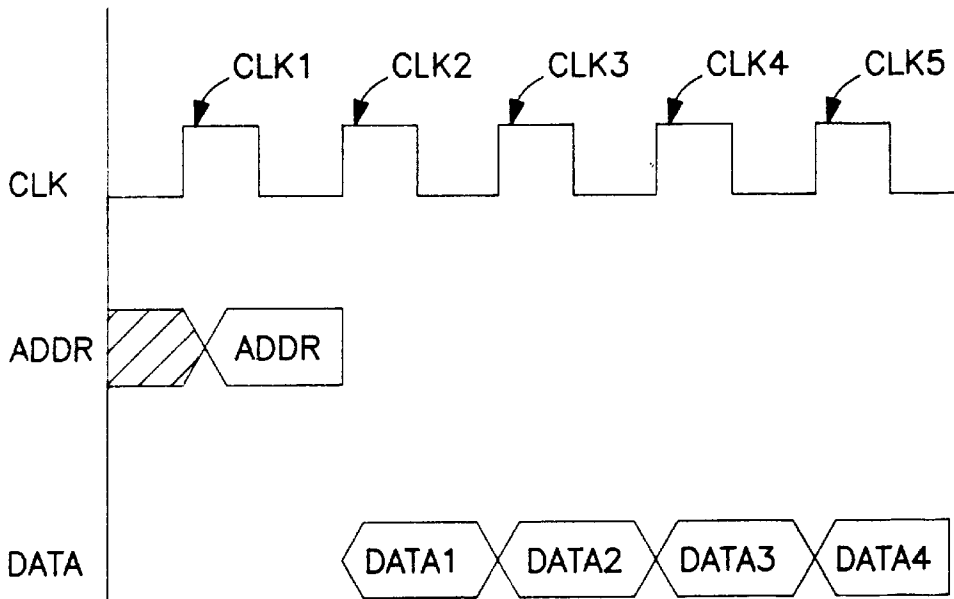 CLK1 CLK2 CLK3 CLK4 CLK5
CLK
ADDR ADDR
DATA DATA1 DATA2 DATA3 DATA4